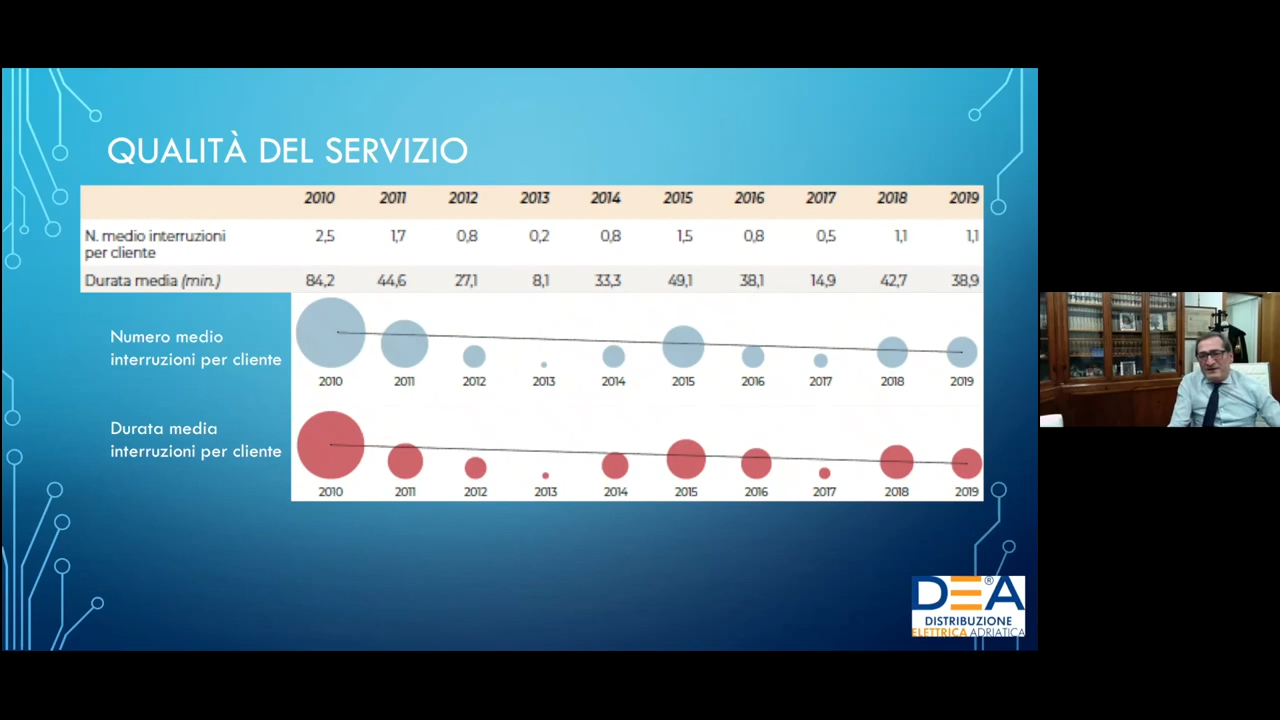 QUALITÀ DEL SERVIZIO
2010 2011 2012 2013 2014 2015 2016 2017 2018 2019
N. medio interruzioni per cliente 2,5 1,7 0,8 0,2 0,8 1,5 0,8 0,5 1,1 1,1
Durata media (min.) 84,2 44,6 27,1 8,1 33,3 49,1 38,1 14,9 42,7 38,9
Numero medio
interruzioni per cliente
2010 2011 2012 2013 2014 2015 2016 2017 2018 2019
Durata media
interruzioni per cliente
2010 2011 2012 2013 2014 2015 2016 2017 2018 2019
DEA®
DISTRIBUZIONE
ELETTRICA ADRIATICA